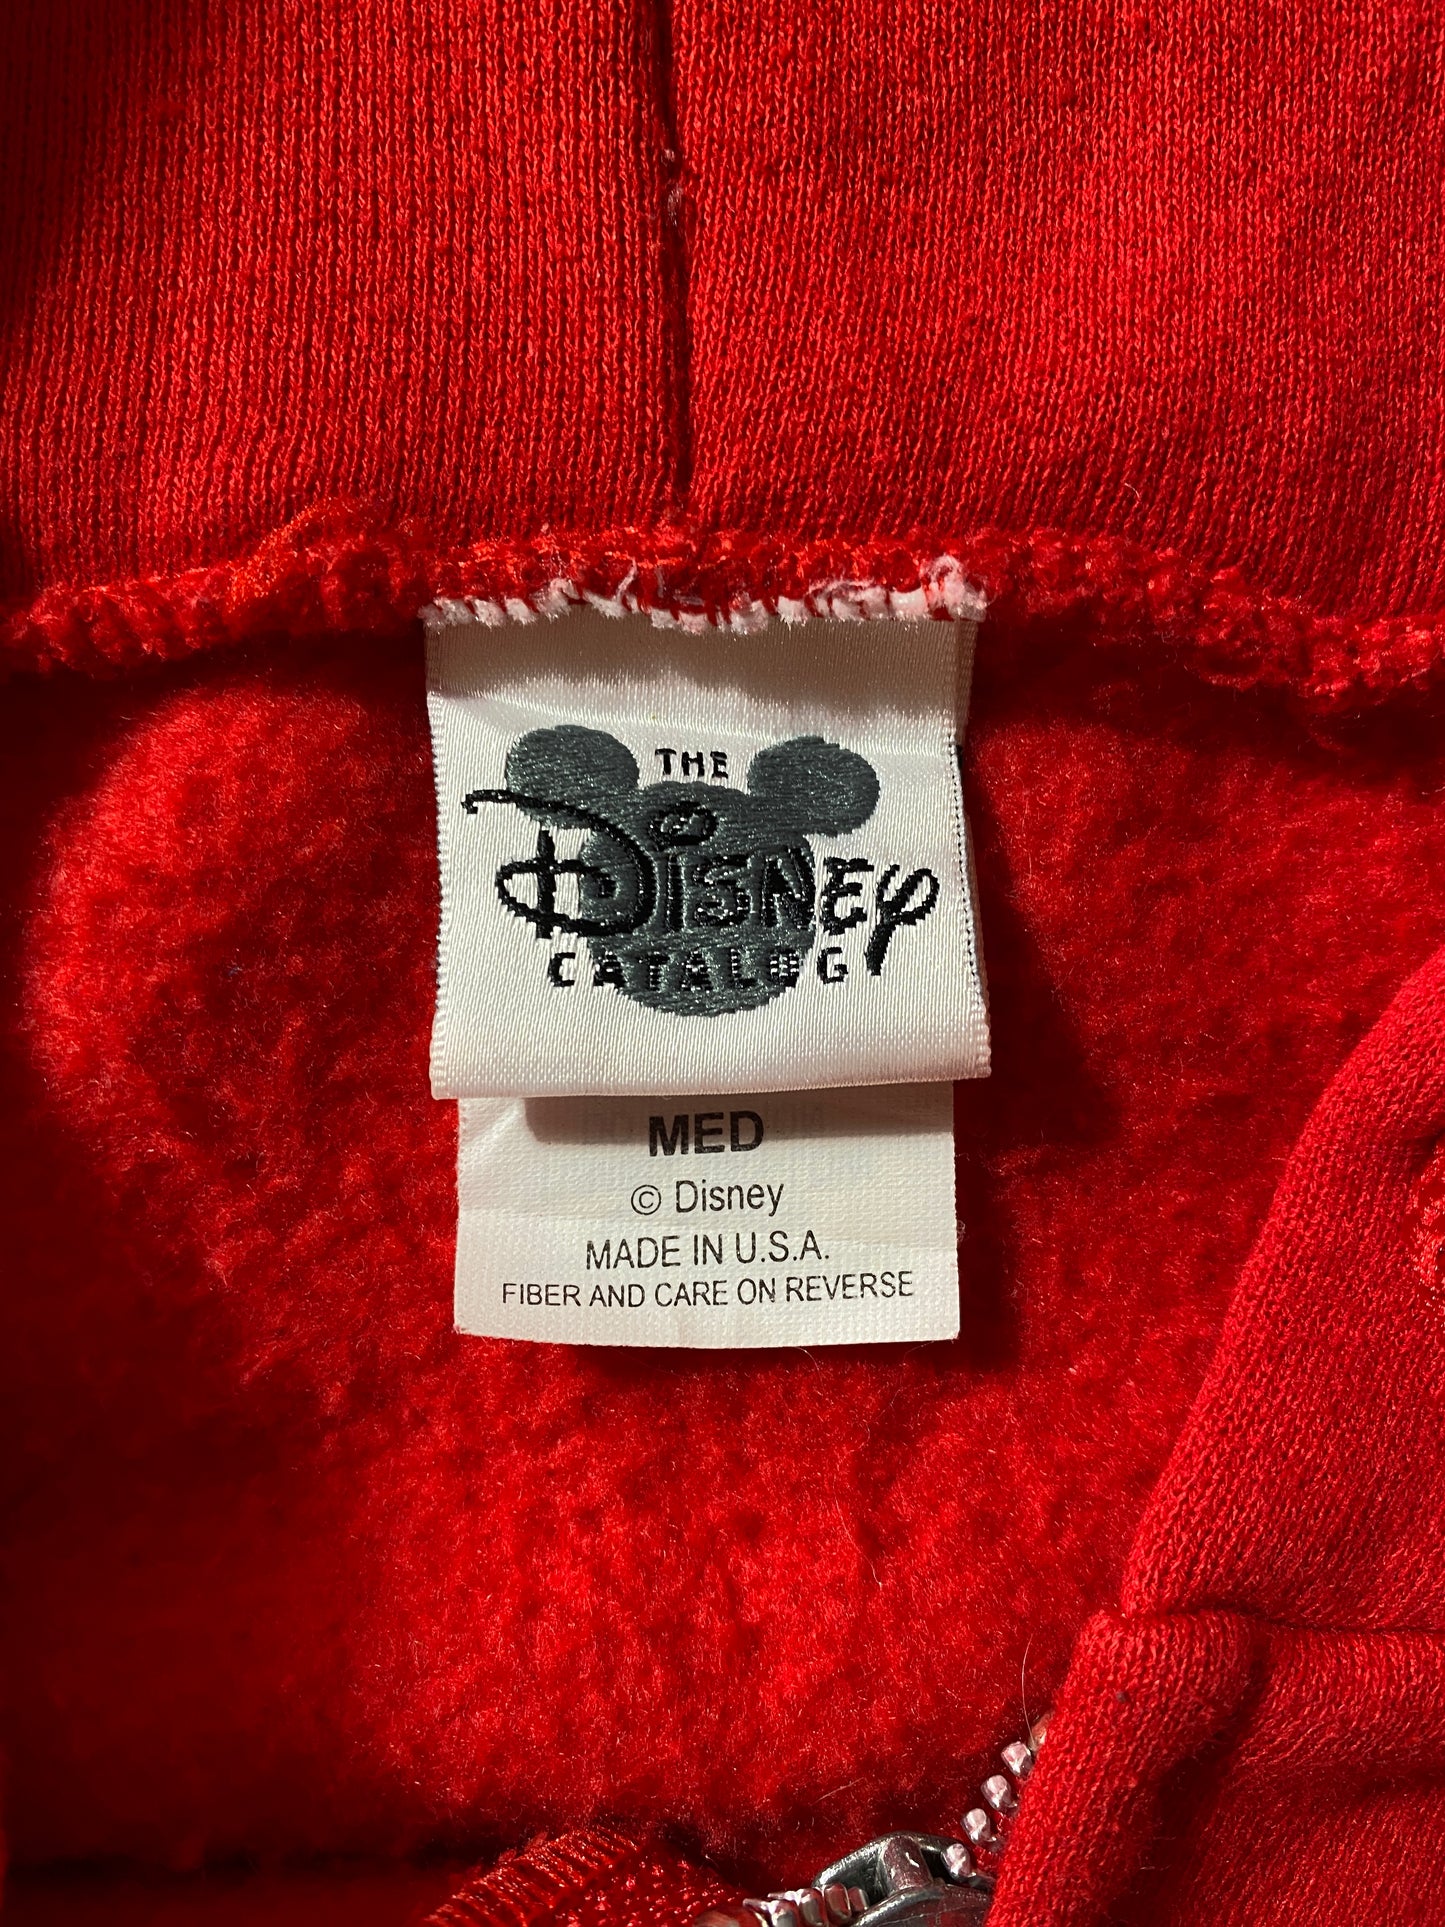 THE
DISNEY
CATALOG
MED
© Disney
MADE IN U.S.A.
FIBER AND CARE ON REVERSE